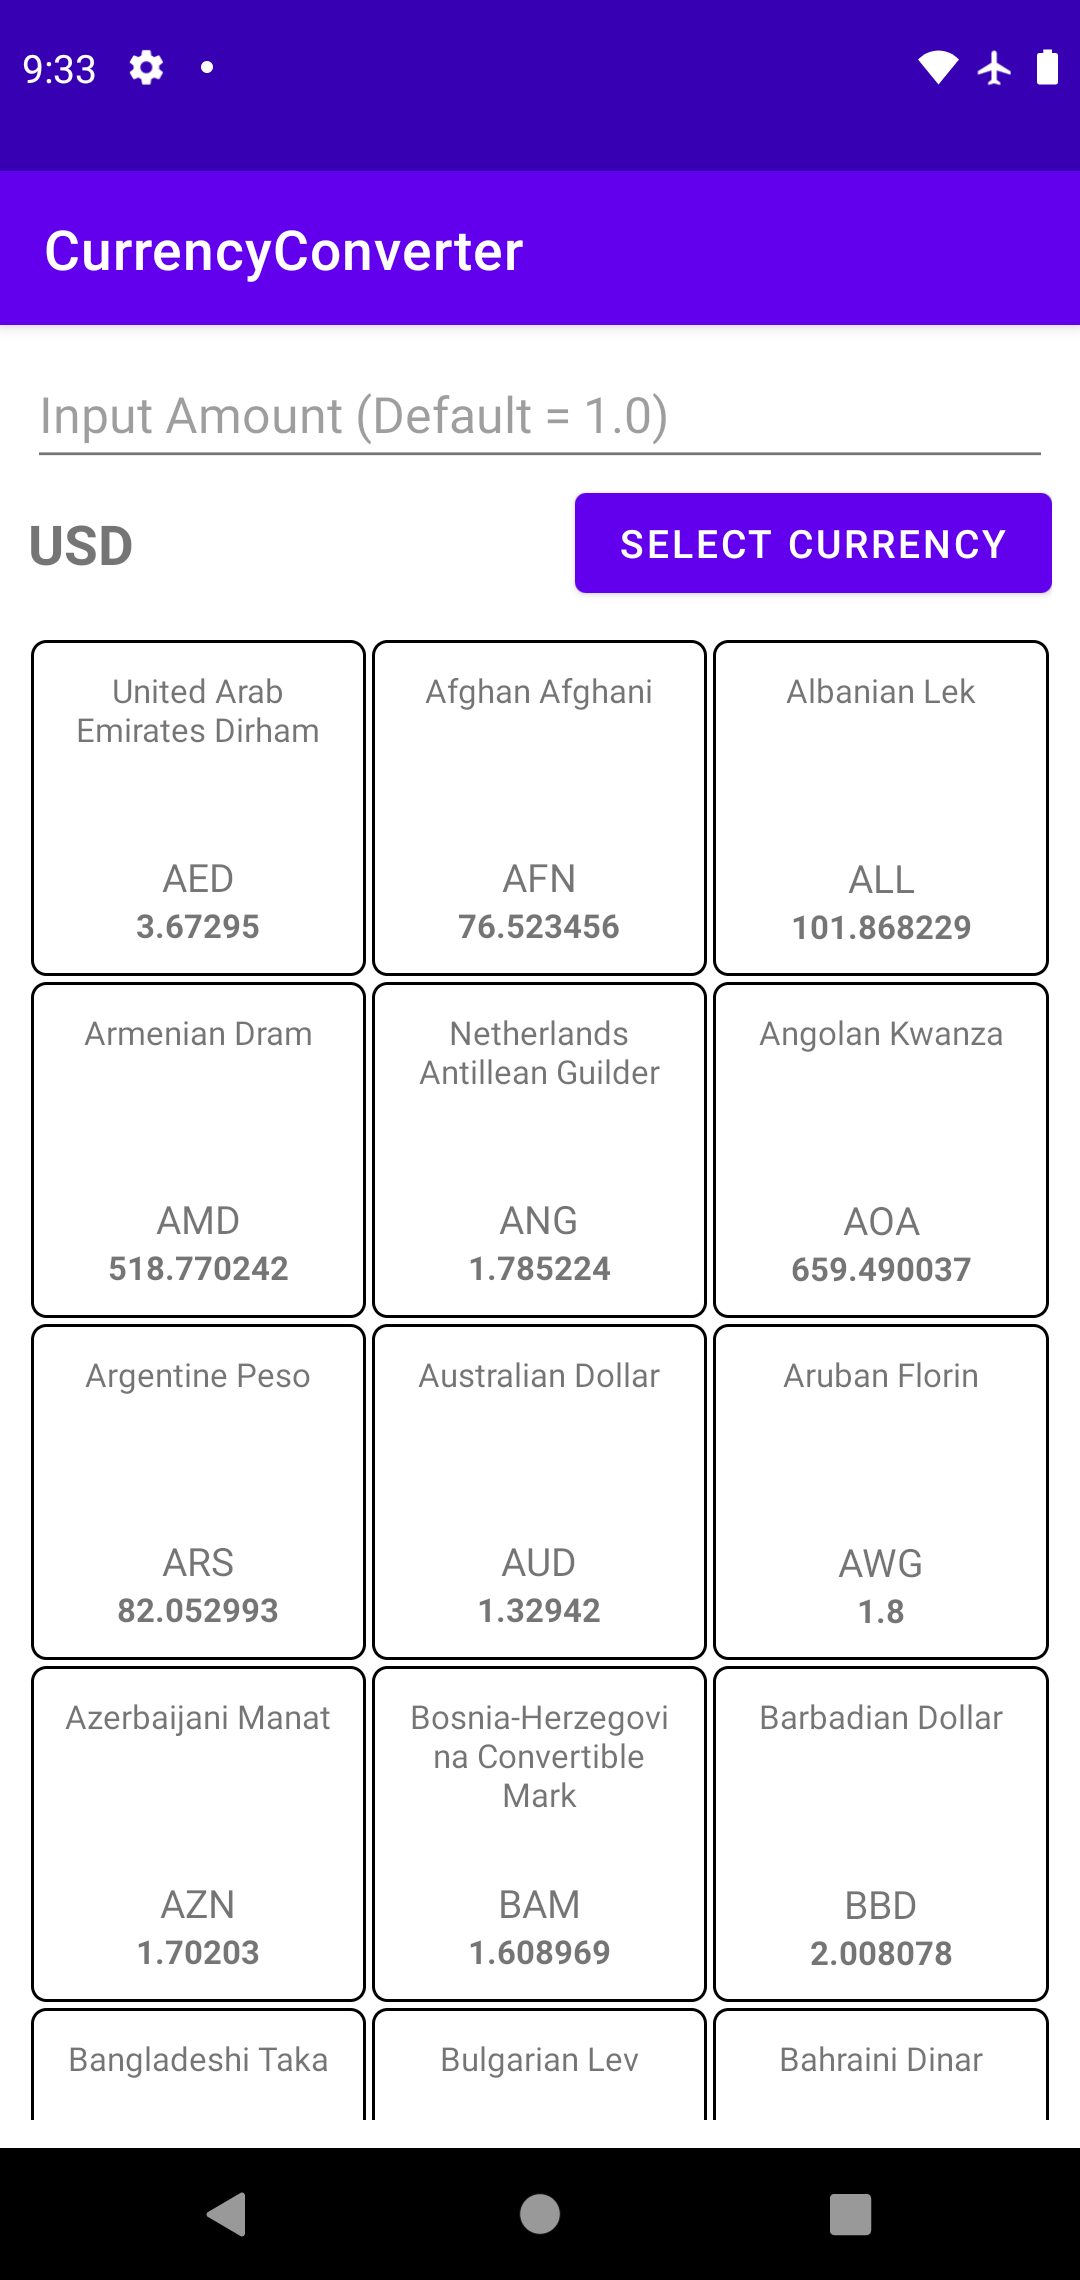 9:33
CurrencyConverter
Input Amount (Default = 1.0)
USD
SELECT CURRENCY
United Arab
Emirates Dirham
AED
3.67295
Afghan Afghani
AFN
76.523456
Albanian Lek
ALL
101.868229
Armenian Dram
AMD
518.770242
Netherlands
Antillean Guilder
ANG
1.785224
Angolan Kwanza
AOA
659.490037
Argentine Peso
ARS
82.052993
Australian Dollar
AUD
1.32942
Aruban Florin
AWG
1.8
Azerbaijani Manat
AZN
1.70203
Bosnia-Herzegovi
na Convertible
Mark
BAM
1.608969
Barbadian Dollar
BBD
2.008078
Bangladeshi Taka
Bulgarian Lev
Bahraini Dinar